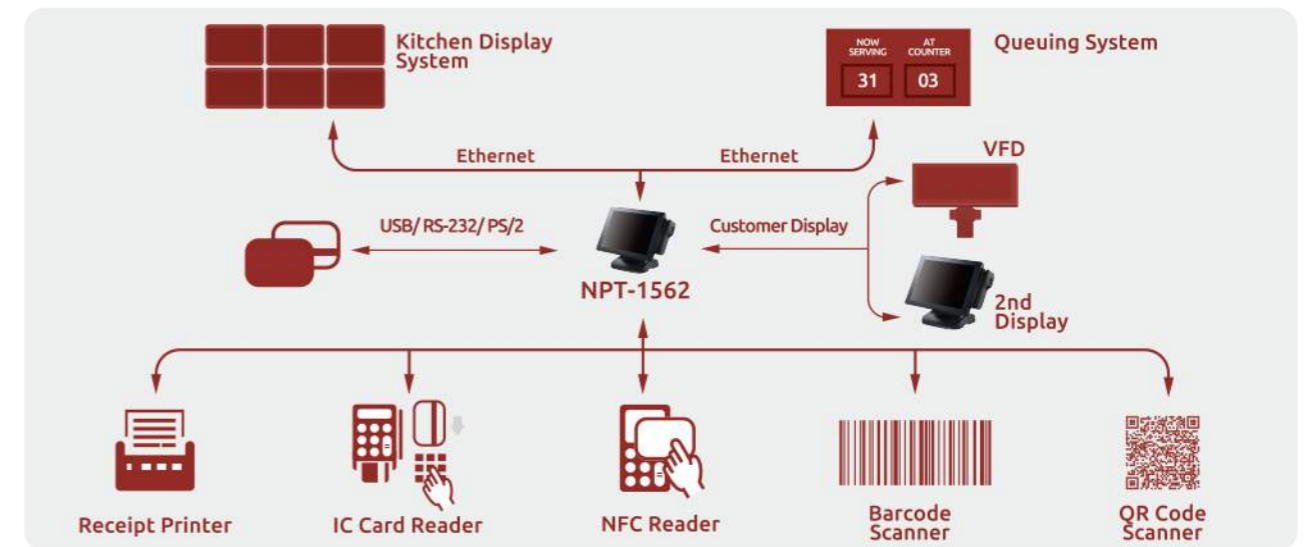 Kitchen Display
System
NOW
SERVING
AT
COUNTER
31
03
Queuing System
Ethernet
Ethernet
VFD
USB/ RS-232/ PS/2
Customer Display
NPT-1562
2nd
Display
Receipt Printer
IC Card Reader
NFC Reader
Barcode
Scanner
QR Code
Scanner